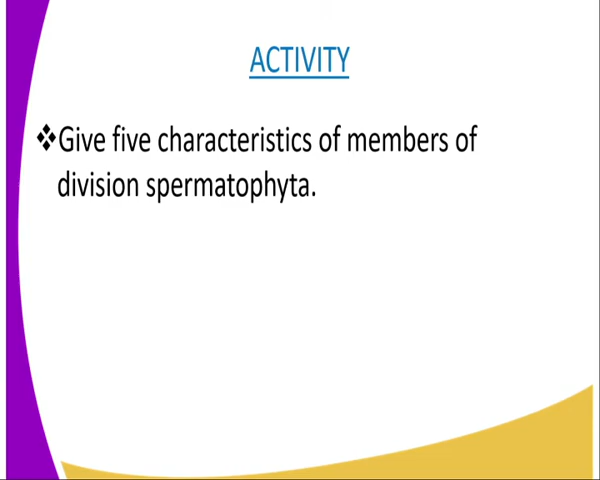 ACTIVITY
❖Give five characteristics of members of
division spermatophyta.